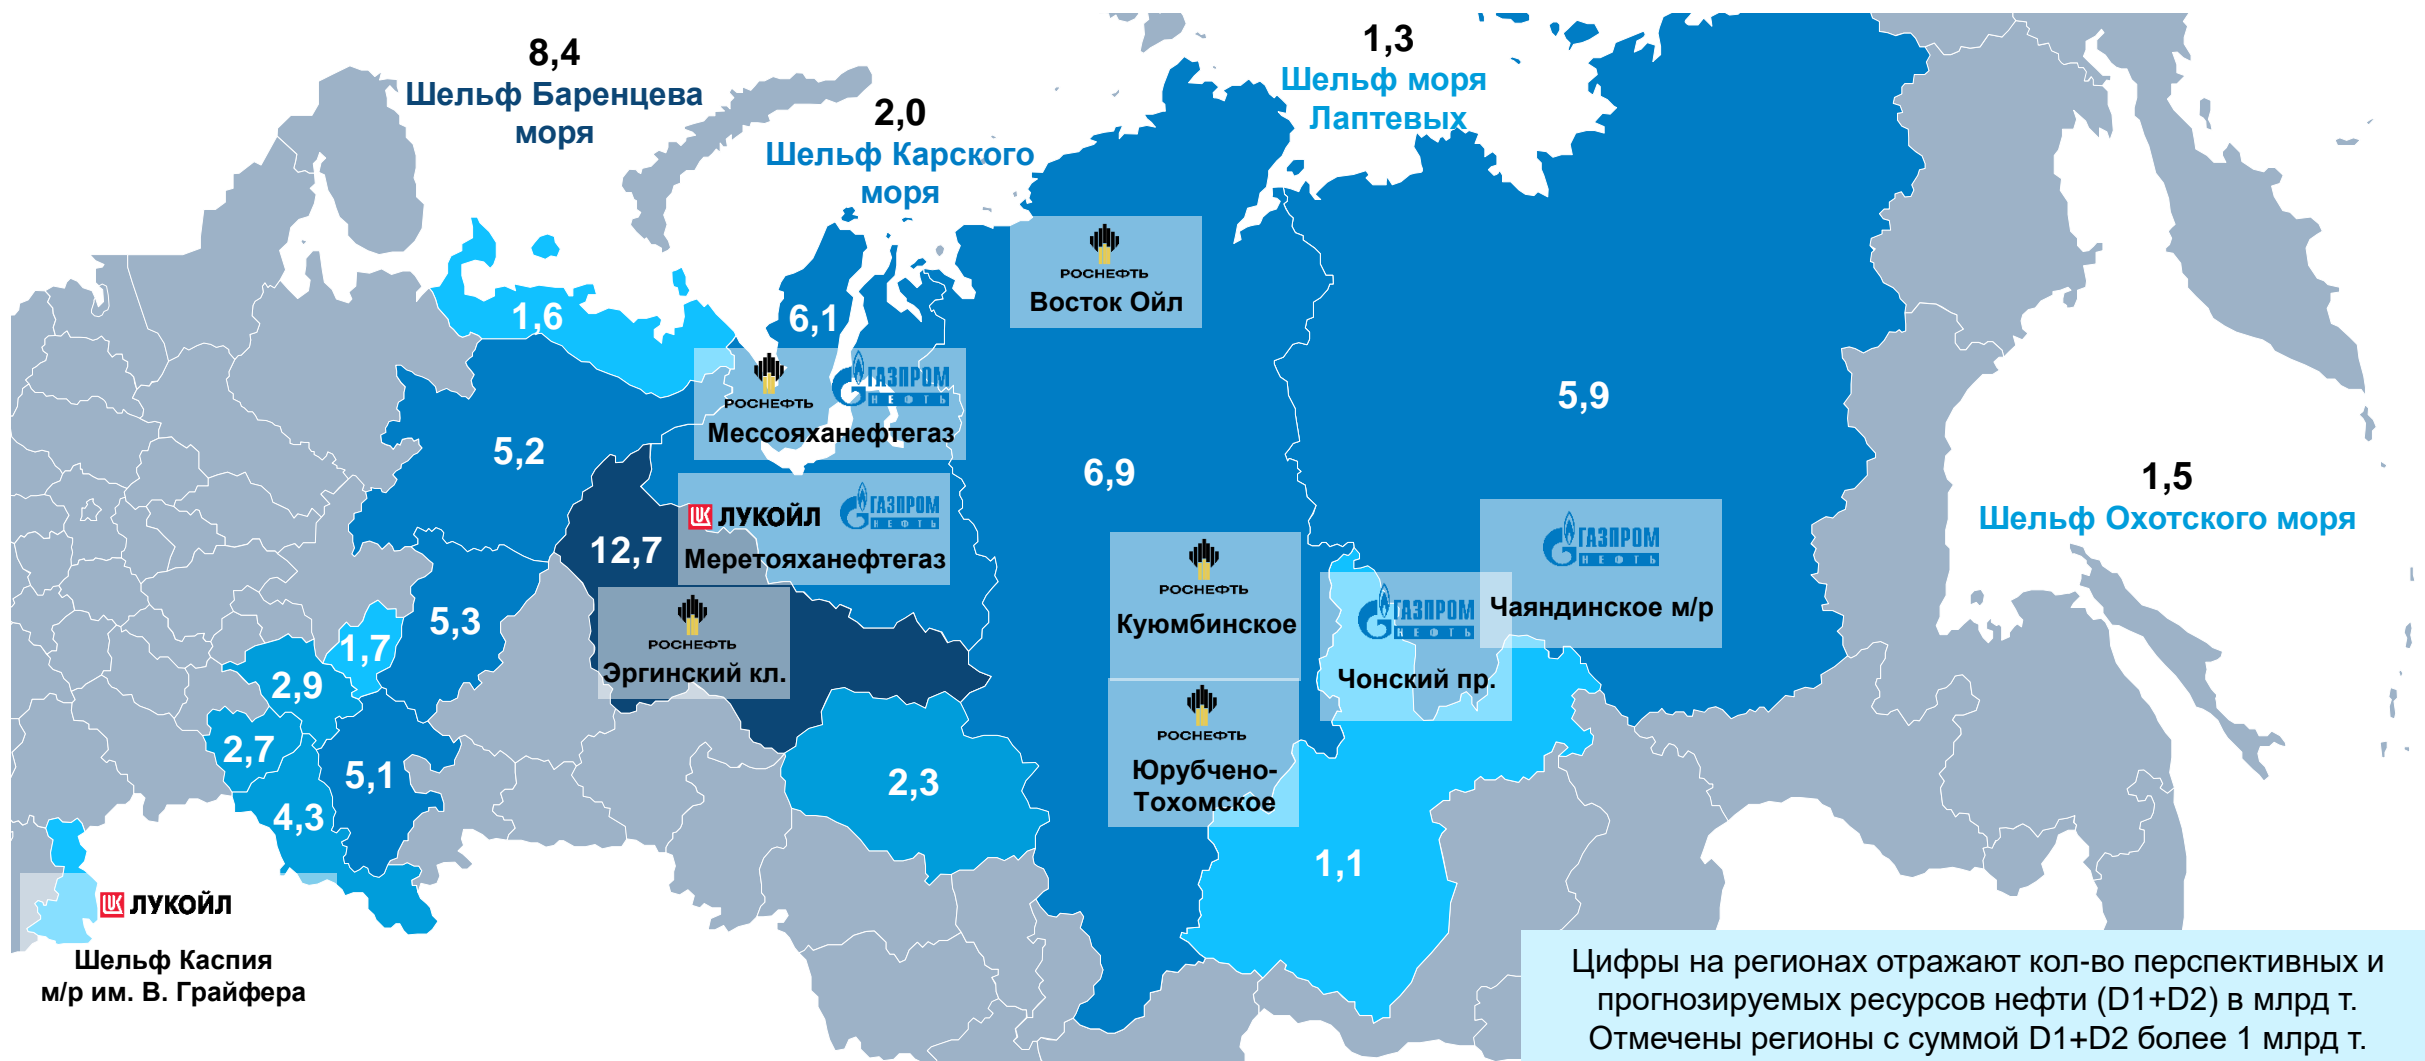 8,4
Шельф Баренцева
моря
2,0
Шельф Карского
моря
1,3
Шельф моря
Лаптевых
РОСНЕФТЬ
Восток Ойл
1,6
6,1
РОСНЕФТЬ
ГАЗПРОМ
НЕФТЬ
Мессояханефтегаз
5,2
6,9
5,9
1,5
Шельф Охотского моря
ЛУКОЙЛ
ГАЗПРОМ
НЕФТЬ
Меретояханефтегаз
12,7
РОСНЕФТЬ
Эргинский кл.
РОСНЕФТЬ
Куюмбинское
ГАЗПРОМ
НЕФТЬ
Чонский пр.
ГАЗПРОМ
НЕФТЬ
Чаяндинское м/р
5,3
1,7
2,9
2,7
5,1
4,3
2,3
РОСНЕФТЬ
Юрубчено-
Тохомское
1,1
ЛУКОЙЛ
Шельф Каспия
м/р им. В. Грайфера
Цифры на регионах отражают кол-во перспективных и
прогнозируемых ресурсов нефти (D1+D2) в млрд т.
Отмечены регионы с суммой D1+D2 более 1 млрд т.